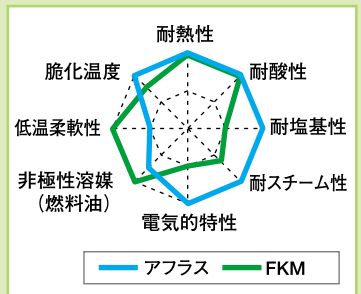 耐熱性
脆化温度
耐酸性
低温柔軟性
耐塩基性
非極性溶媒
（燃料油）
耐スチーム性
電気的特性
アフラス
FKM